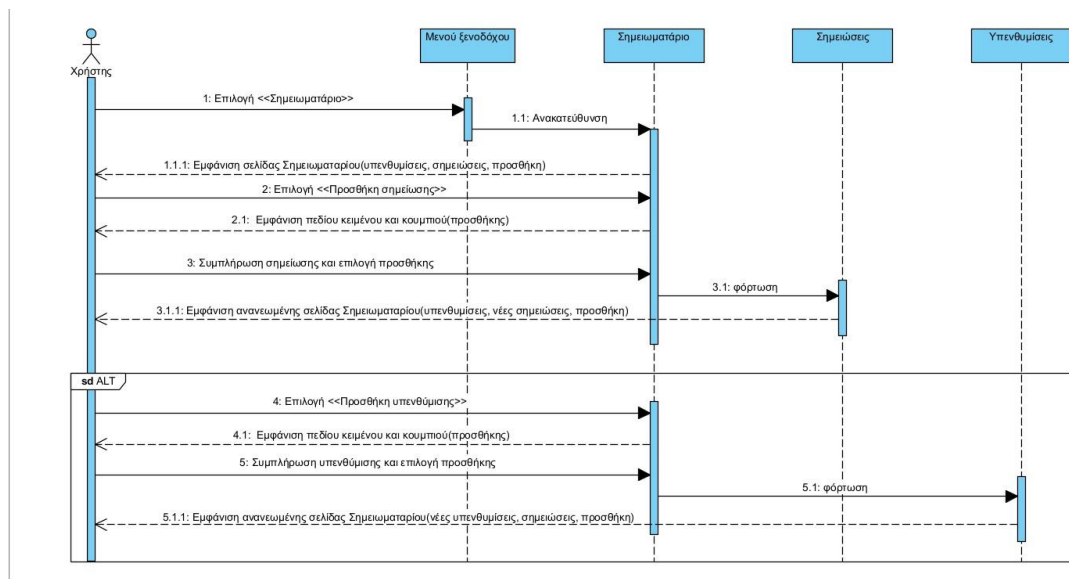 Χρήστης
Μενού ξενοδόχου
Σημειωματάριο
Σημειώσεις
Υπενθυμίσεις
1: Επιλογή <<Σημειωματάριο>>
1.1: Ανακατεύθυνση
1.1.1: Εμφάνιση σελίδας Σημειωματαρίου(υπενθυμίσεις, σημειώσεις, προσθήκη)
2: Επιλογή <<Προσθήκη σημείωσης>>
2.1: Εμφάνιση πεδίου κειμένου και κουμπιού(προσθήκης)
3: Συμπλήρωση σημείωσης και επιλογή προσθήκης
3.1: φόρτωση
3.1.1: Εμφάνιση ανανεωμένης σελίδας Σημειωματαρίου(υπενθυμίσεις, νέες σημειώσεις, προσθήκη)
sd ALT
4: Επιλογή <<Προσθήκη υπενθύμισης>>
4.1: Εμφάνιση πεδίου κειμένου και κουμπιού(προσθήκης)
5: Συμπλήρωση υπενθύμισης και επιλογή προσθήκης
5.1: φόρτωση
5.1.1: Εμφάνιση ανανεωμένης σελίδας Σημειωματαρίου(νέες υπενθυμίσεις, σημειώσεις, προσθήκη)